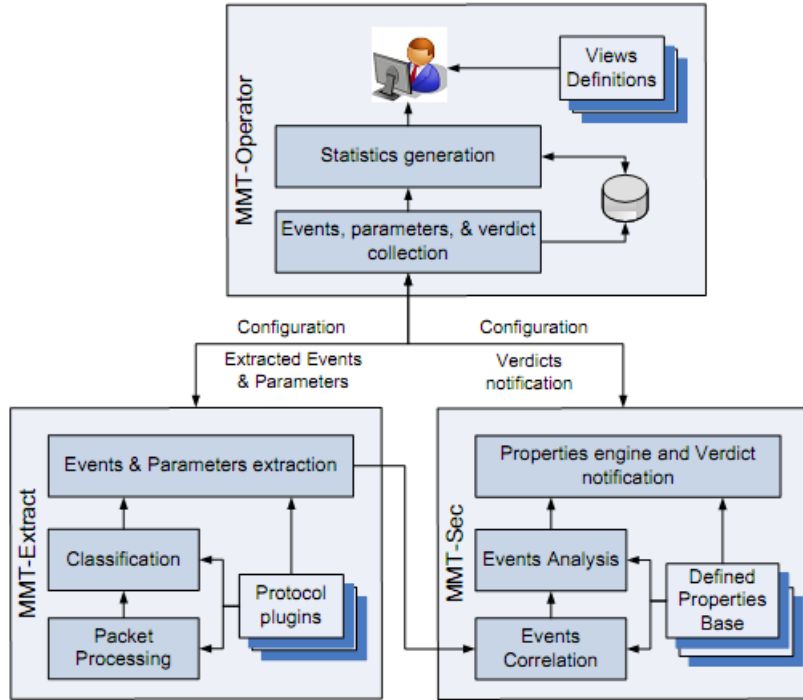 MMT-Operator
Views
Definitions
Statistics generation
Events, parameters, & verdict
collection
Configuration
Extracted Events
& Parameters
Configuration
Verdicts
notification
MMT-Extract
Events & Parameters extraction
Classification
Protocol
plugins
Packet
Processing
MMT-Sec
Properties engine and Verdict
notification
Events Analysis
Defined
Properties
Base
Events
Correlation